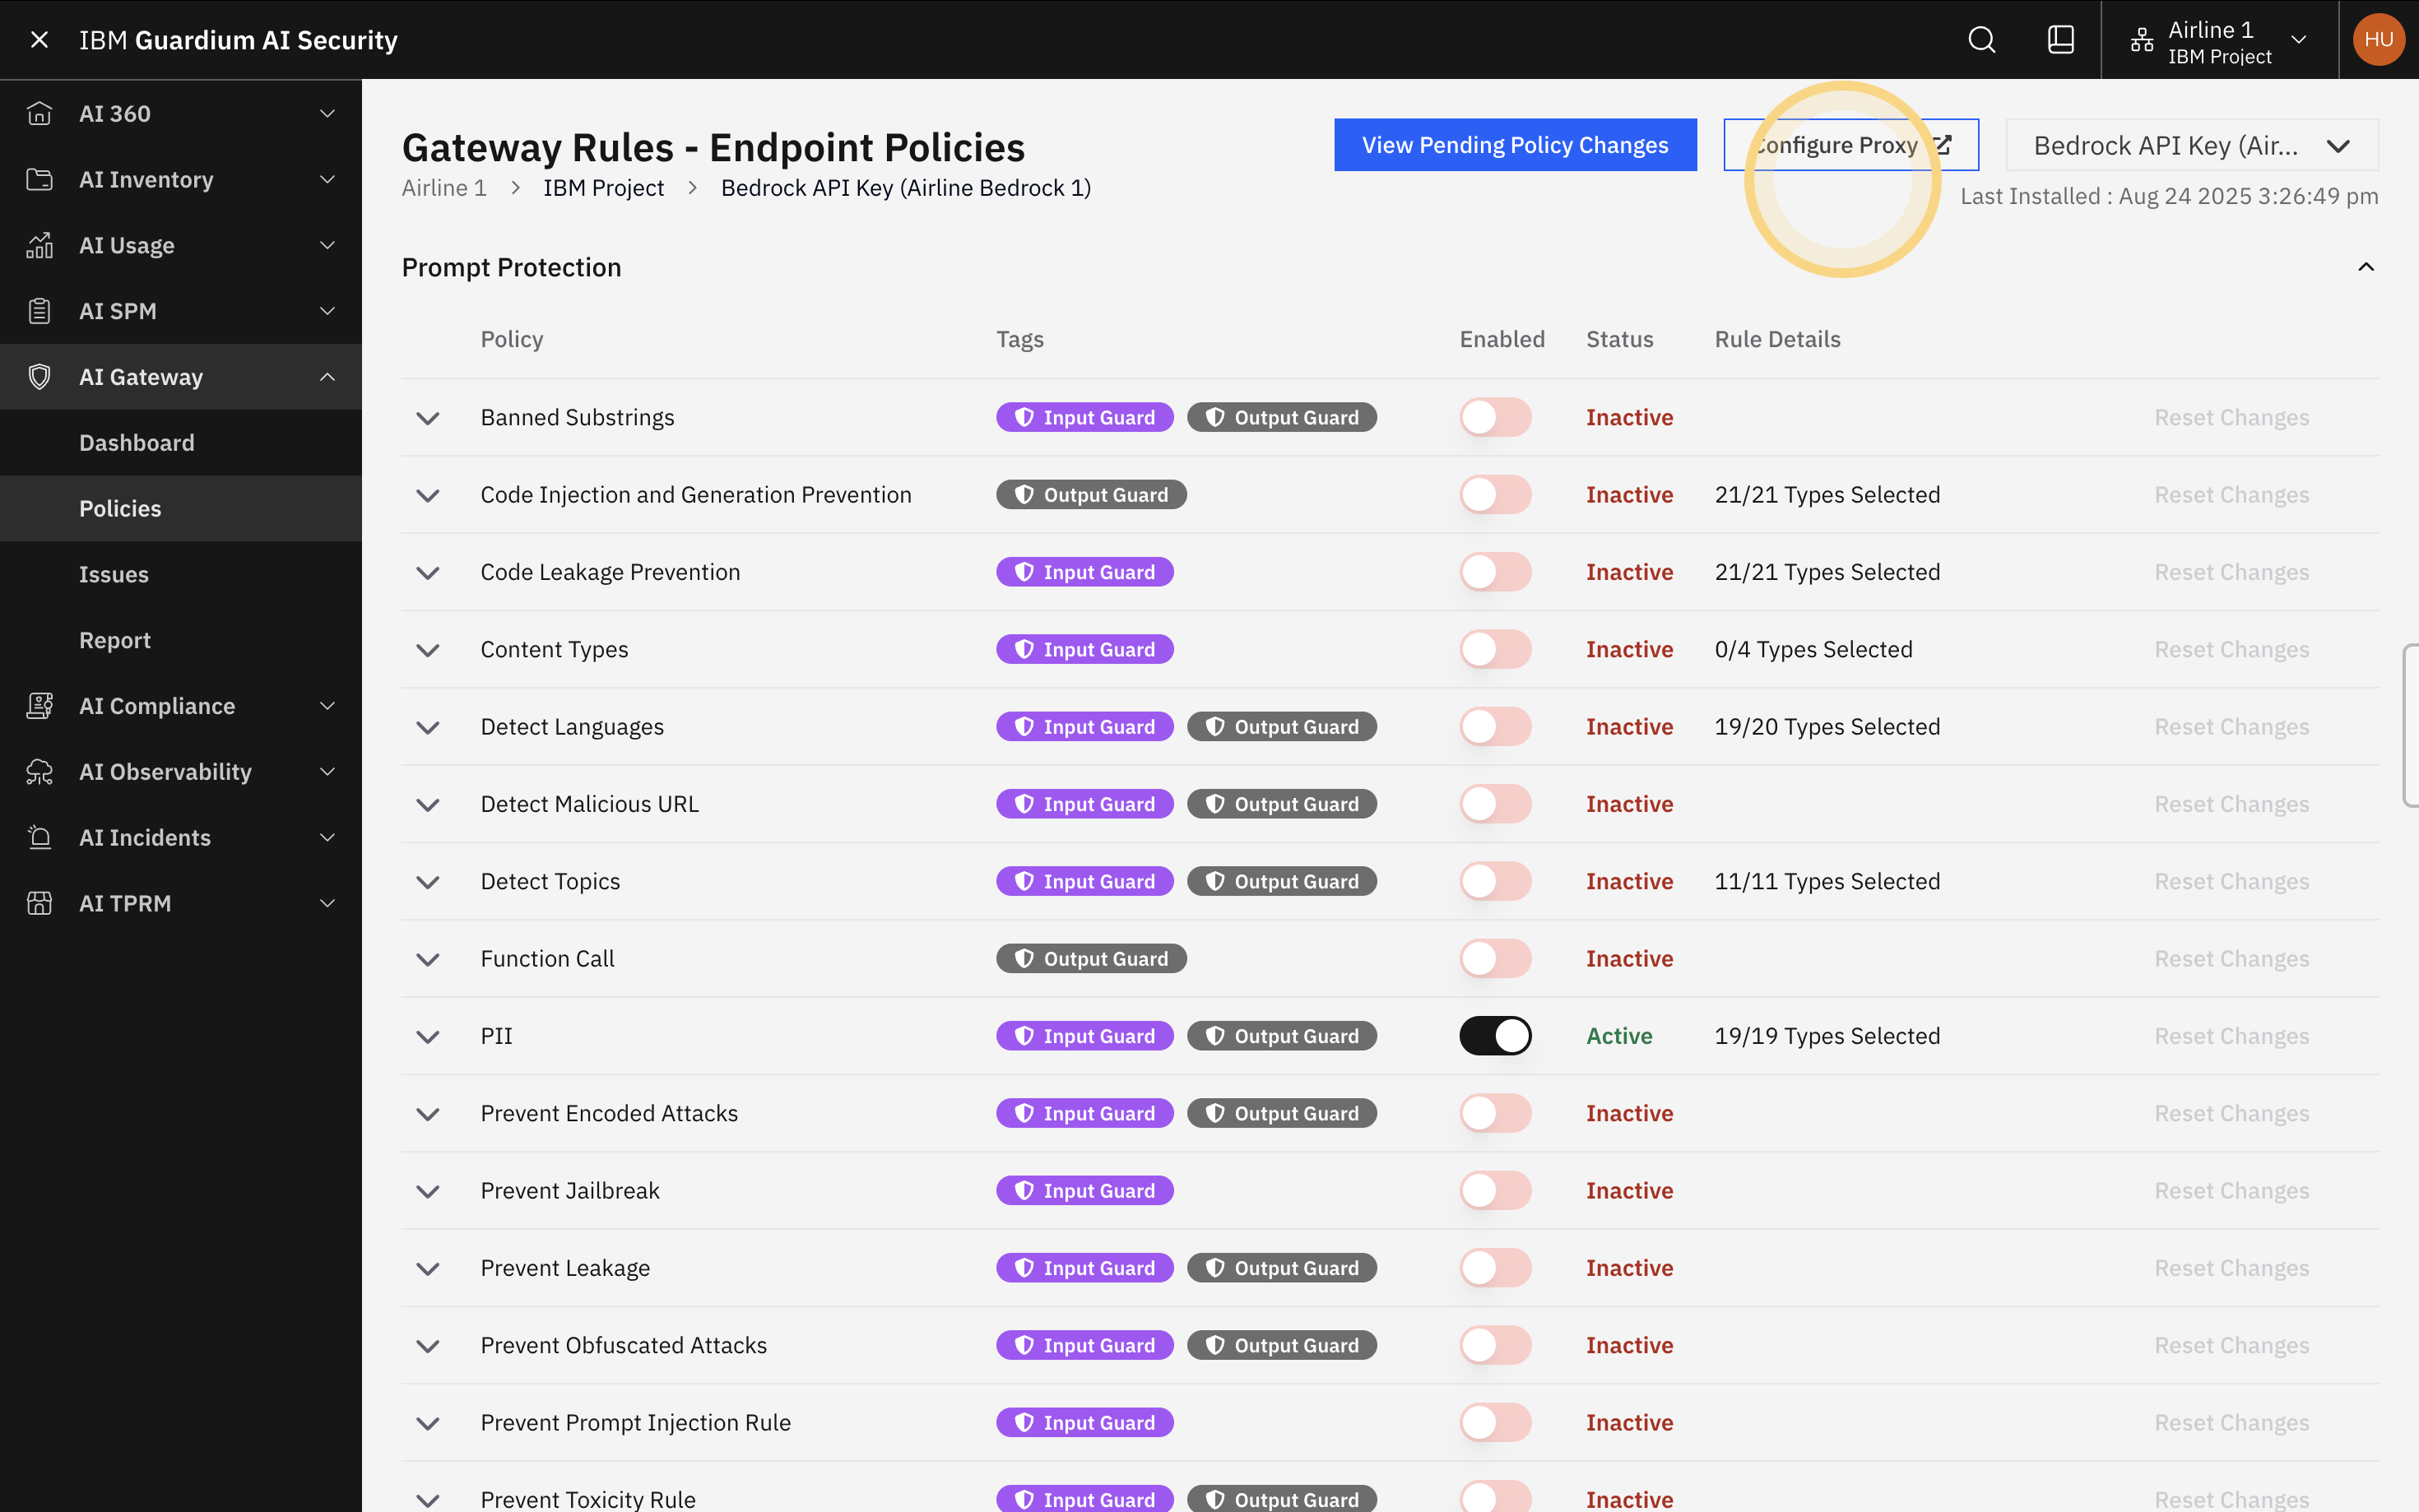 IBM Guardium AI Security
Airline 1
IBM Project
HU
AI 360
AI Inventory
AI Usage
AI SPM
AI Gateway
Dashboard
Policies
Issues
Report
AI Compliance
AI Observability
AI Incidents
AI TPRM
Gateway Rules - Endpoint Policies
View Pending Policy Changes
Configure Proxy
Bedrock API Key (Air...
Airline 1 > IBM Project > Bedrock API Key (Airline Bedrock 1)
Last Installed : Aug 24 2025 3:26:49 pm
Prompt Protection
Policy Tags Enabled Status Rule Details
Banned Substrings Input Guard Output Guard Inactive Reset Changes
Code Injection and Generation Prevention Output Guard Inactive 21/21 Types Selected Reset Changes
Code Leakage Prevention Input Guard Inactive 21/21 Types Selected Reset Changes
Content Types Input Guard Inactive 0/4 Types Selected Reset Changes
Detect Languages Input Guard Output Guard Inactive 19/20 Types Selected Reset Changes
Detect Malicious URL Input Guard Output Guard Inactive Reset Changes
Detect Topics Input Guard Output Guard Inactive 11/11 Types Selected Reset Changes
Function Call Output Guard Inactive Reset Changes
PII Input Guard Output Guard Active 19/19 Types Selected Reset Changes
Prevent Encoded Attacks Input Guard Output Guard Inactive Reset Changes
Prevent Jailbreak Input Guard Inactive Reset Changes
Prevent Leakage Input Guard Output Guard Inactive Reset Changes
Prevent Obfuscated Attacks Input Guard Output Guard Inactive Reset Changes
Prevent Prompt Injection Rule Input Guard Inactive Reset Changes
Prevent Toxicity Rule Input Guard Output Guard Inactive Reset Changes